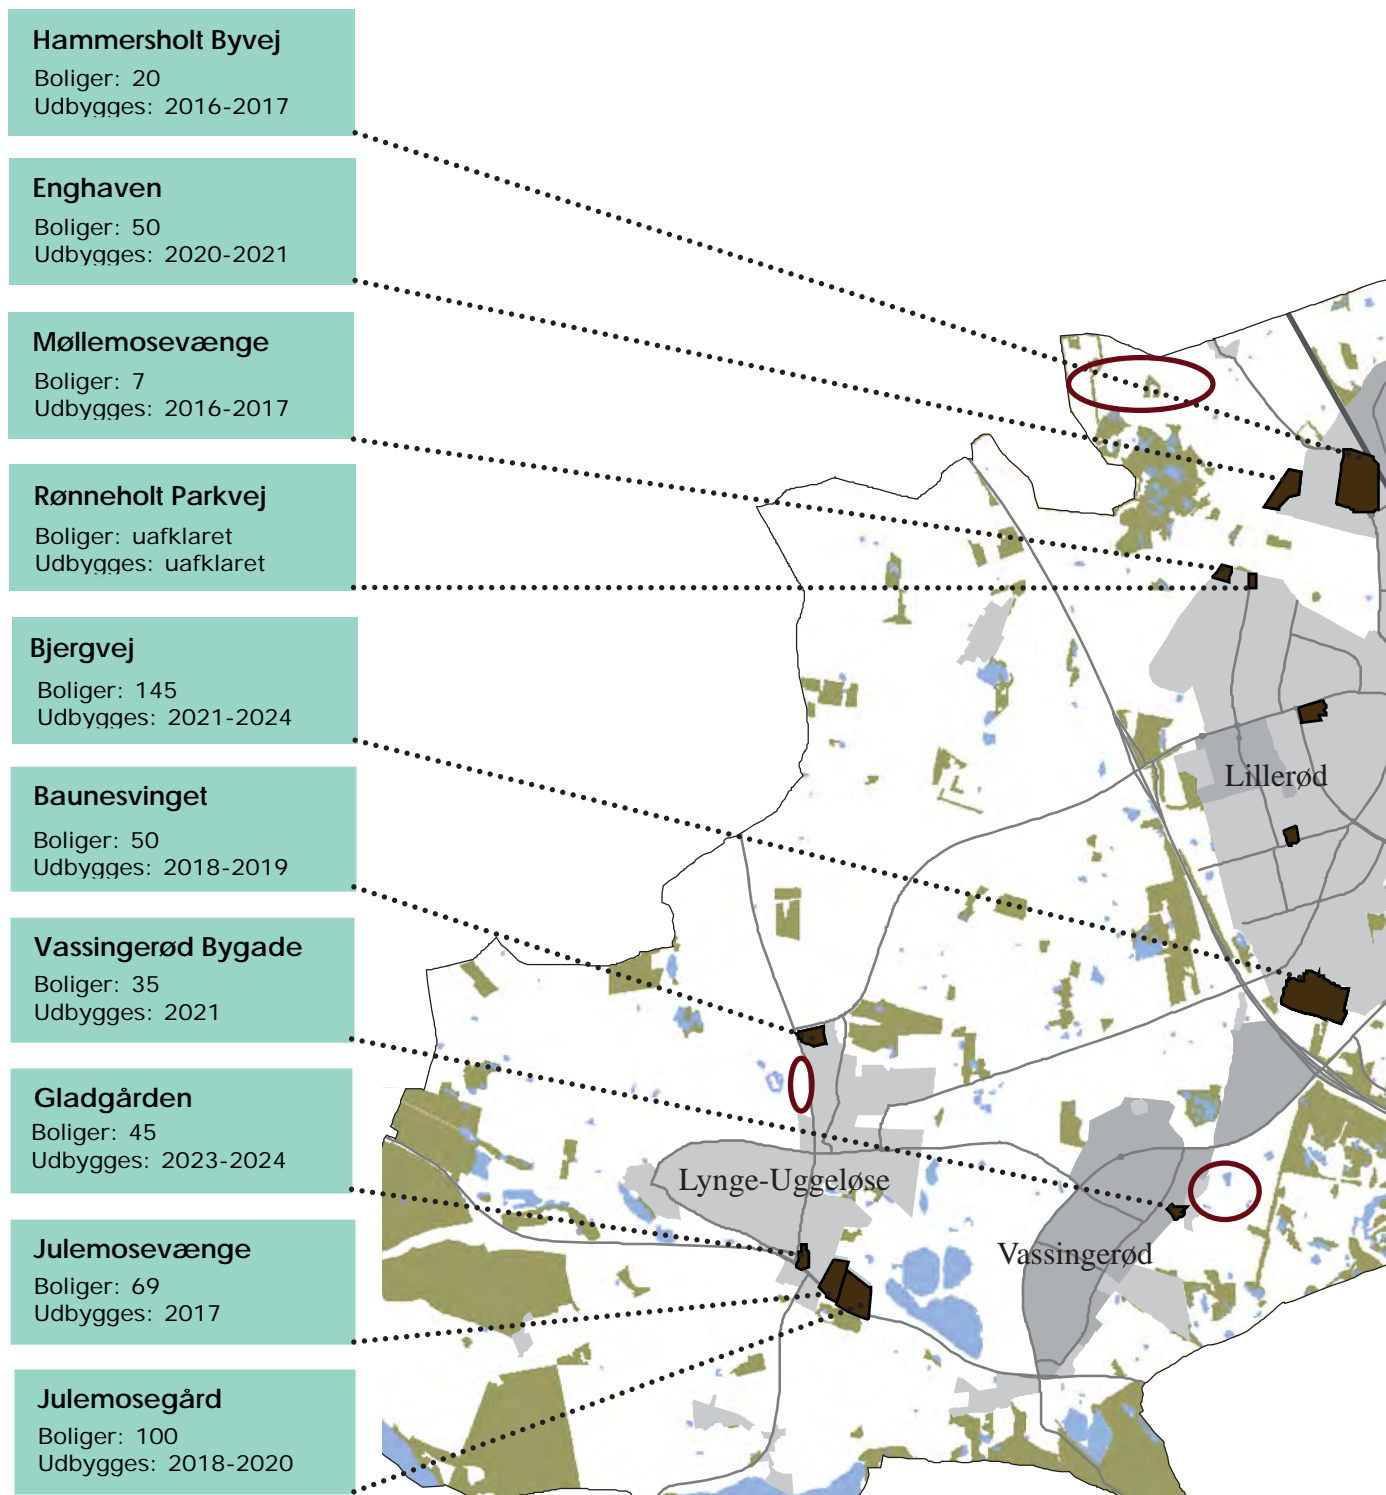 Hammersholt Byvej
Boliger: 20
Udbygges: 2016-2017
Enghaven
Boliger: 50
Udbygges: 2020-2021
Møllemosevænge
Boliger: 7
Udbygges: 2016-2017
Rønneholt Parkvej
Boliger: uafklaret
Udbygges: uafklaret
Bjergvej
Boliger: 145
Udbygges: 2021-2024
Baunesvinget
Boliger: 50
Udbygges: 2018-2019
Vassingerød Bygade
Boliger: 35
Udbygges: 2021
Gladgården
Boliger: 45
Udbygges: 2023-2024
Julemosevænge
Boliger: 69
Udbygges: 2017
Julemosegård
Boliger: 100
Udbygges: 2018-2020
Lillerød
Lynge-Uggeløse
Vassingerød